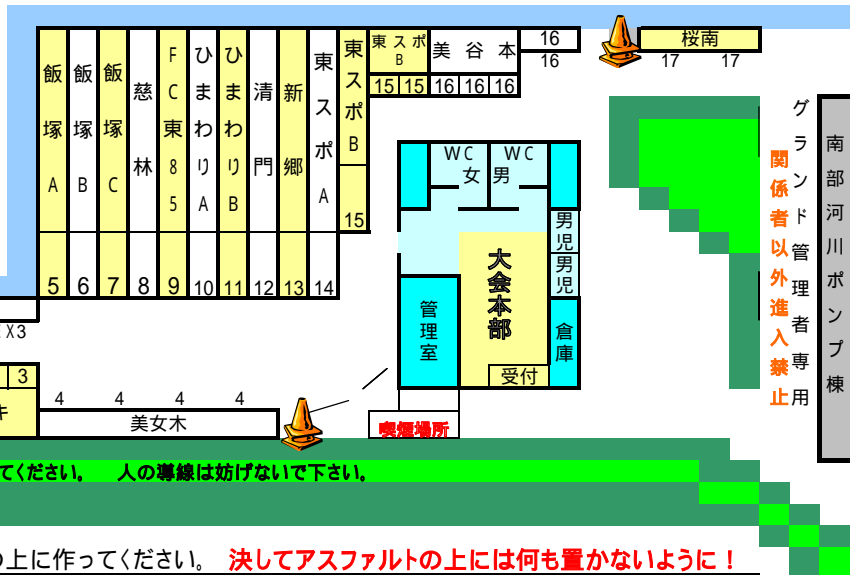 飯塚A
飯塚B
飯塚C
慈林
FC東85
ひまわりA
ひまわりB
清門
新郷
東スポA
東スポB
5
6
7
8
9
10
11
12
13
14
15
東スポB
美谷本
16
16
15 15 16 16 16
桜南
17 17
グランド管理者専用
関係者以外進入禁止
南部河川ポンプ棟
WC女
WC男
男児
男児
大会本部
管理室
倉庫
受付
喫煙場所
X3
3
キ
4 4 4 4
美女木
てください。 人の導線は妨げないで下さい。
の上に作ってください。 決してアスファルトの上には何も置かないように！